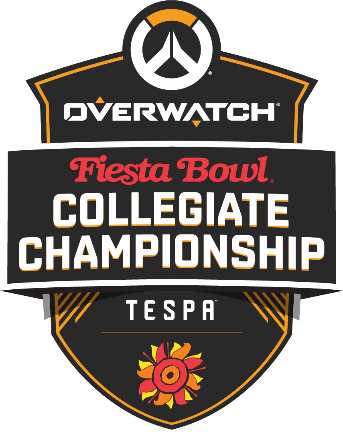 OVERWATCH
Fiesta Bowl
COLLEGIATE
CHAMPIONSHIP
TESPA